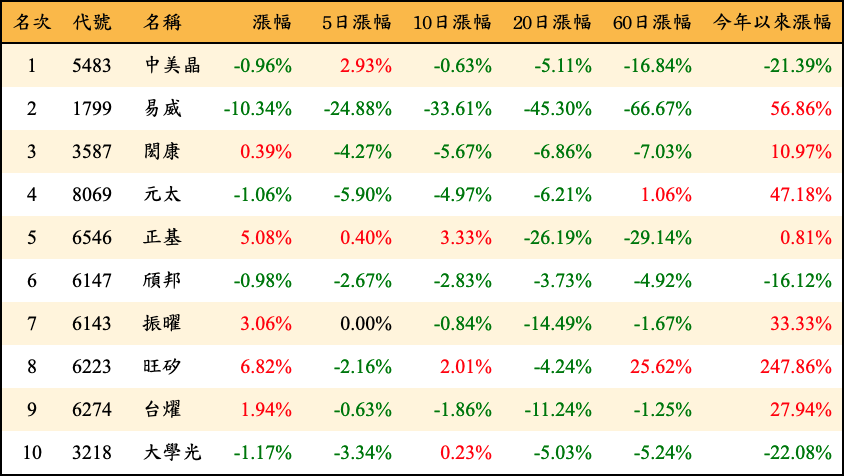 名次 代號 名稱 漲幅 5日漲幅 10日漲幅 20日漲幅 60日漲幅 今年以來漲幅
1 5483 中美晶 -0.96% 2.93% -0.63% -5.11% -16.84% -21.39%
2 1799 易威 -10.34% -24.88% -33.61% -45.30% -66.67% 56.86%
3 3587 閎康 0.39% -4.27% -5.67% -6.86% -7.03% 10.97%
4 8069 元太 -1.06% -5.90% -4.97% -6.21% 1.06% 47.18%
5 6546 正基 5.08% 0.40% 3.33% -26.19% -29.14% 0.81%
6 6147 頎邦 -0.98% -2.67% -2.83% -3.73% -4.92% -16.12%
7 6143 振曜 3.06% 0.00% -0.84% -14.49% -1.67% 33.33%
8 6223 旺矽 6.82% -2.16% 2.01% -4.24% 25.62% 247.86%
9 6274 台燿 1.94% -0.63% -1.86% -11.24% -1.25% 27.94%
10 3218 大學光 -1.17% -3.34% 0.23% -5.03% -5.24% -22.08%